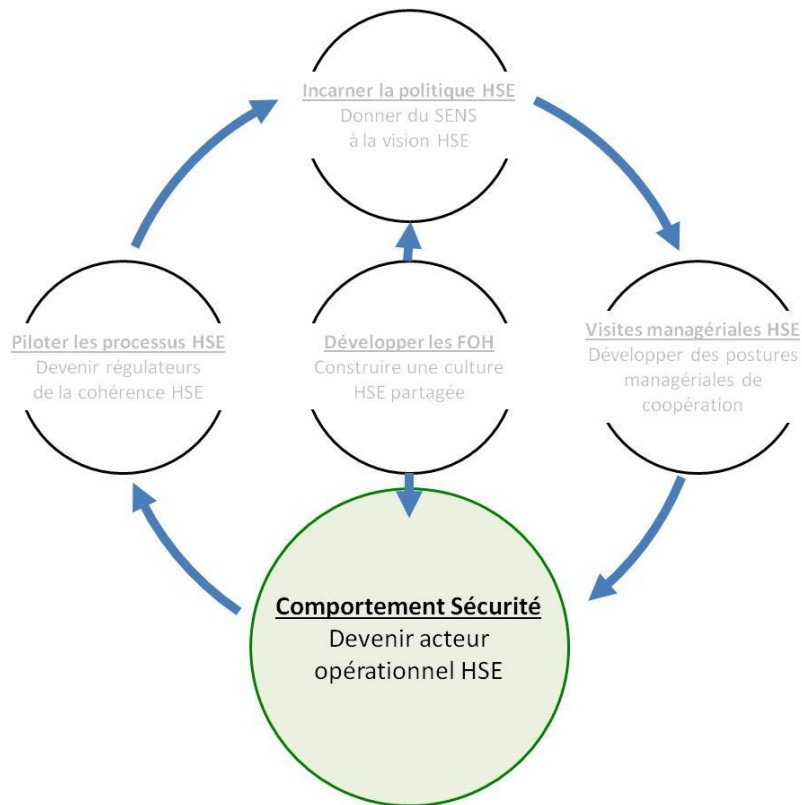 Incarner la politique HSE
Donner du SENS
à la vision HSE
Piloter les processus HSE
Devenir régulateurs
de la cohérence HSE
Développer les FOH
Construire une culture
HSE partagée
Visites managériales HSE
Développer des postures
managériales de
coopération
Comportement Sécurité
Devenir acteur
opérationnel HSE